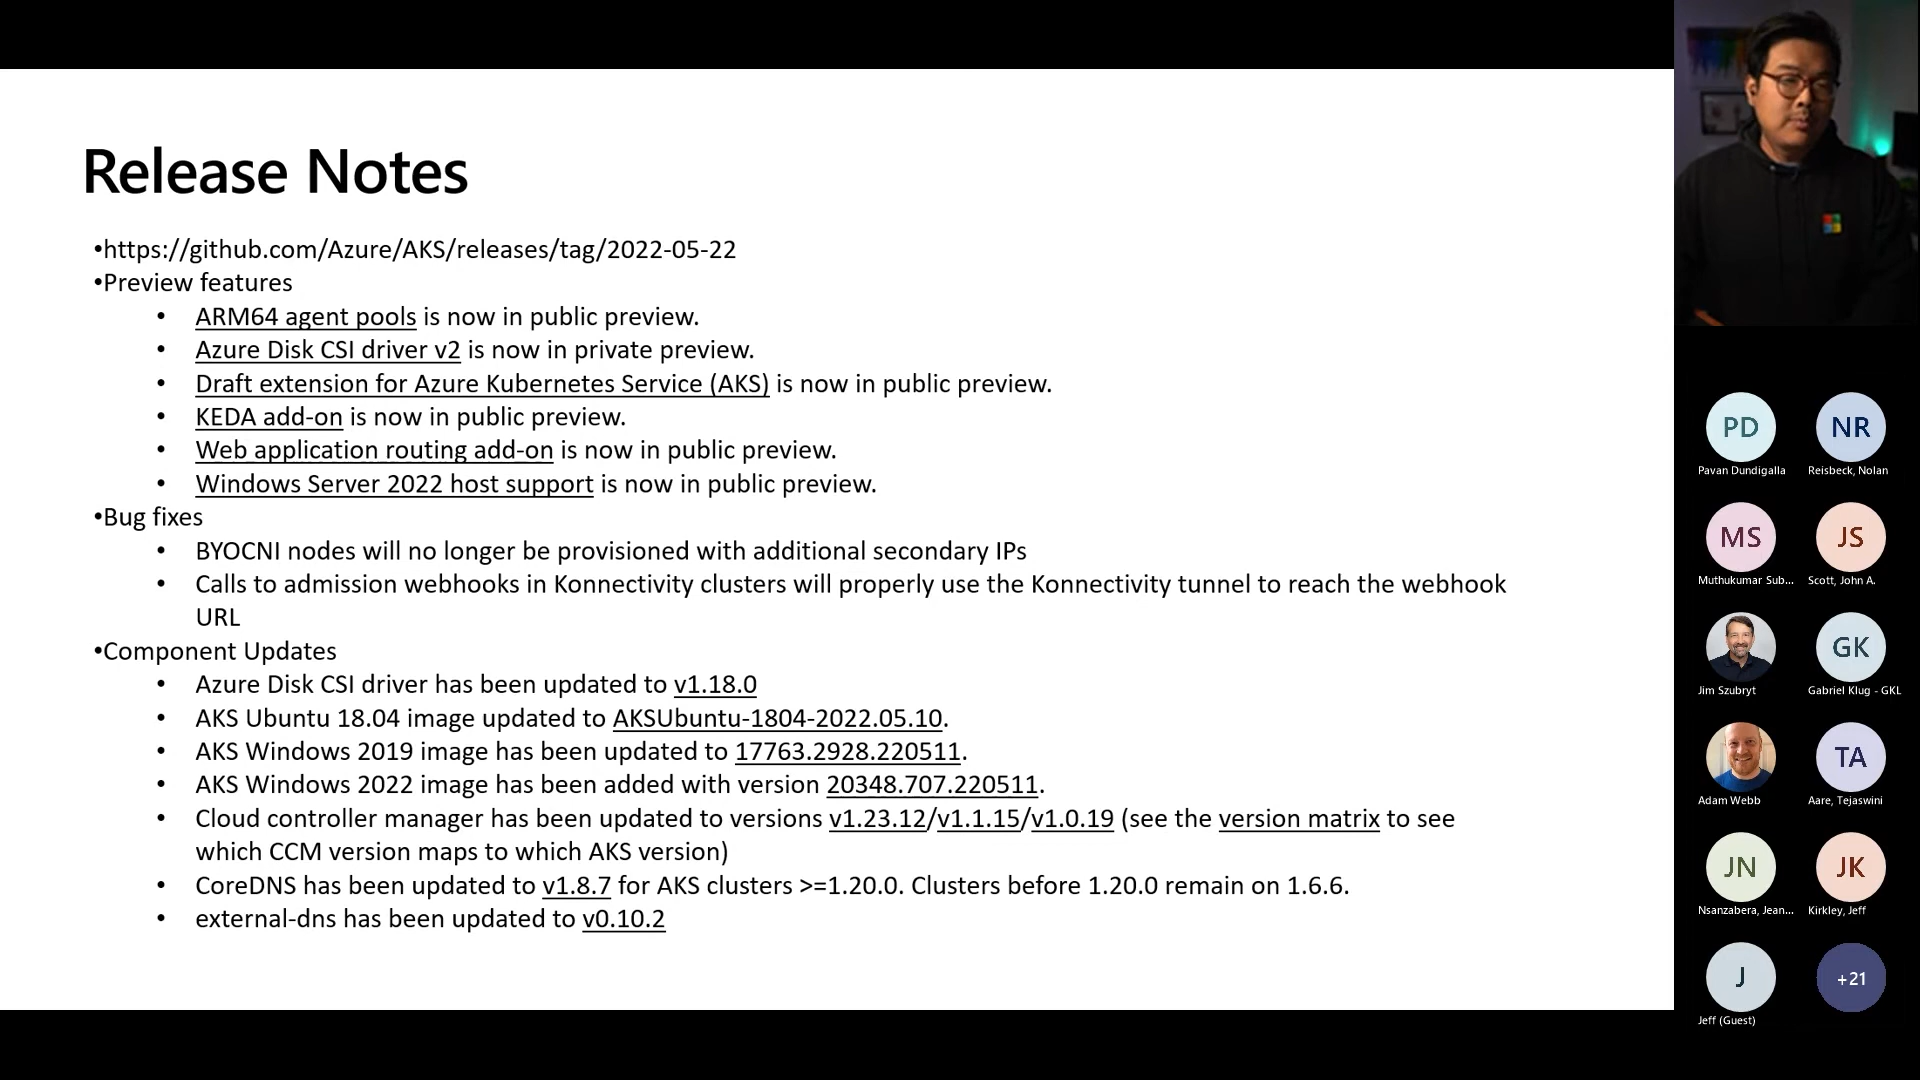 Release Notes
•https://github.com/Azure/AKS/releases/tag/2022-05-22
•Preview features
• ARM64 agent pools is now in public preview.
• Azure Disk CSI driver v2 is now in private preview.
• Draft extension for Azure Kubernetes Service (AKS) is now in public preview.
• KEDA add-on is now in public preview.
• Web application routing add-on is now in public preview.
• Windows Server 2022 host support is now in public preview.
•Bug fixes
• BYOCNI nodes will no longer be provisioned with additional secondary IPs
• Calls to admission webhooks in Konnectivity clusters will properly use the Konnectivity tunnel to reach the webhook
URL
•Component Updates
• Azure Disk CSI driver has been updated to v1.18.0
• AKS Ubuntu 18.04 image updated to AKSUbuntu-1804-2022.05.10.
• AKS Windows 2019 image has been updated to 17763.2928.220511.
• AKS Windows 2022 image has been added with version 20348.707.220511.
• Cloud controller manager has been updated to versions v1.23.12/v1.1.15/v1.0.19 (see the version matrix to see
which CCM version maps to which AKS version)
• CoreDNS has been updated to v1.8.7 for AKS clusters >=1.20.0. Clusters before 1.20.0 remain on 1.6.6.
• external-dns has been updated to v0.10.2
PD NR
Pavan Dundigalla Reisbeck, Nolan
MS JS
Muthukumar Sub... Scott, John A.
GK
Jim Szubryt Gabriel Klug - GKL
TA
Adam Webb Aare, Tejaswini
JN JK
Nsanzabera, Jean... Kirkley, Jeff
J +21
Jeff (Guest)